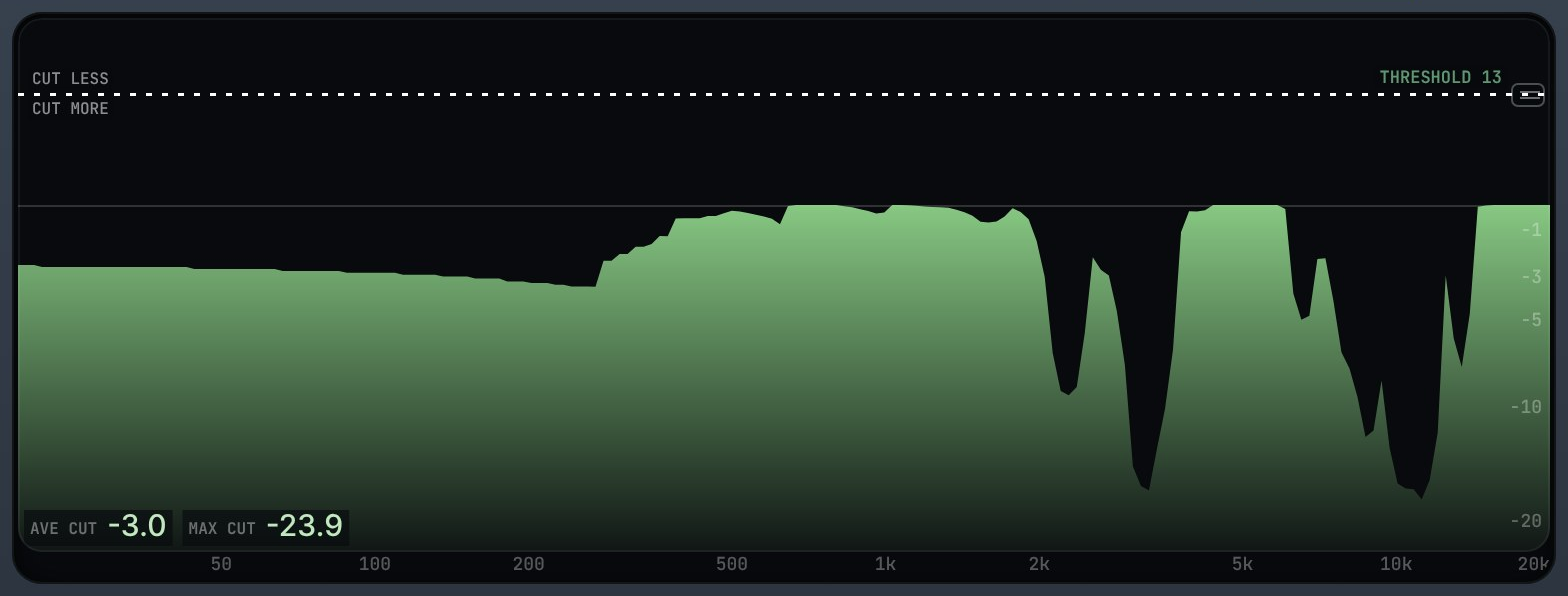 CUT LESS
THRESHOLD 13
CUT MORE
-1
-3
-5
-10
-20
AVE CUT -3.0 MAX CUT -23.9
50 100 200 500 1k 2k 5k 10k 20k